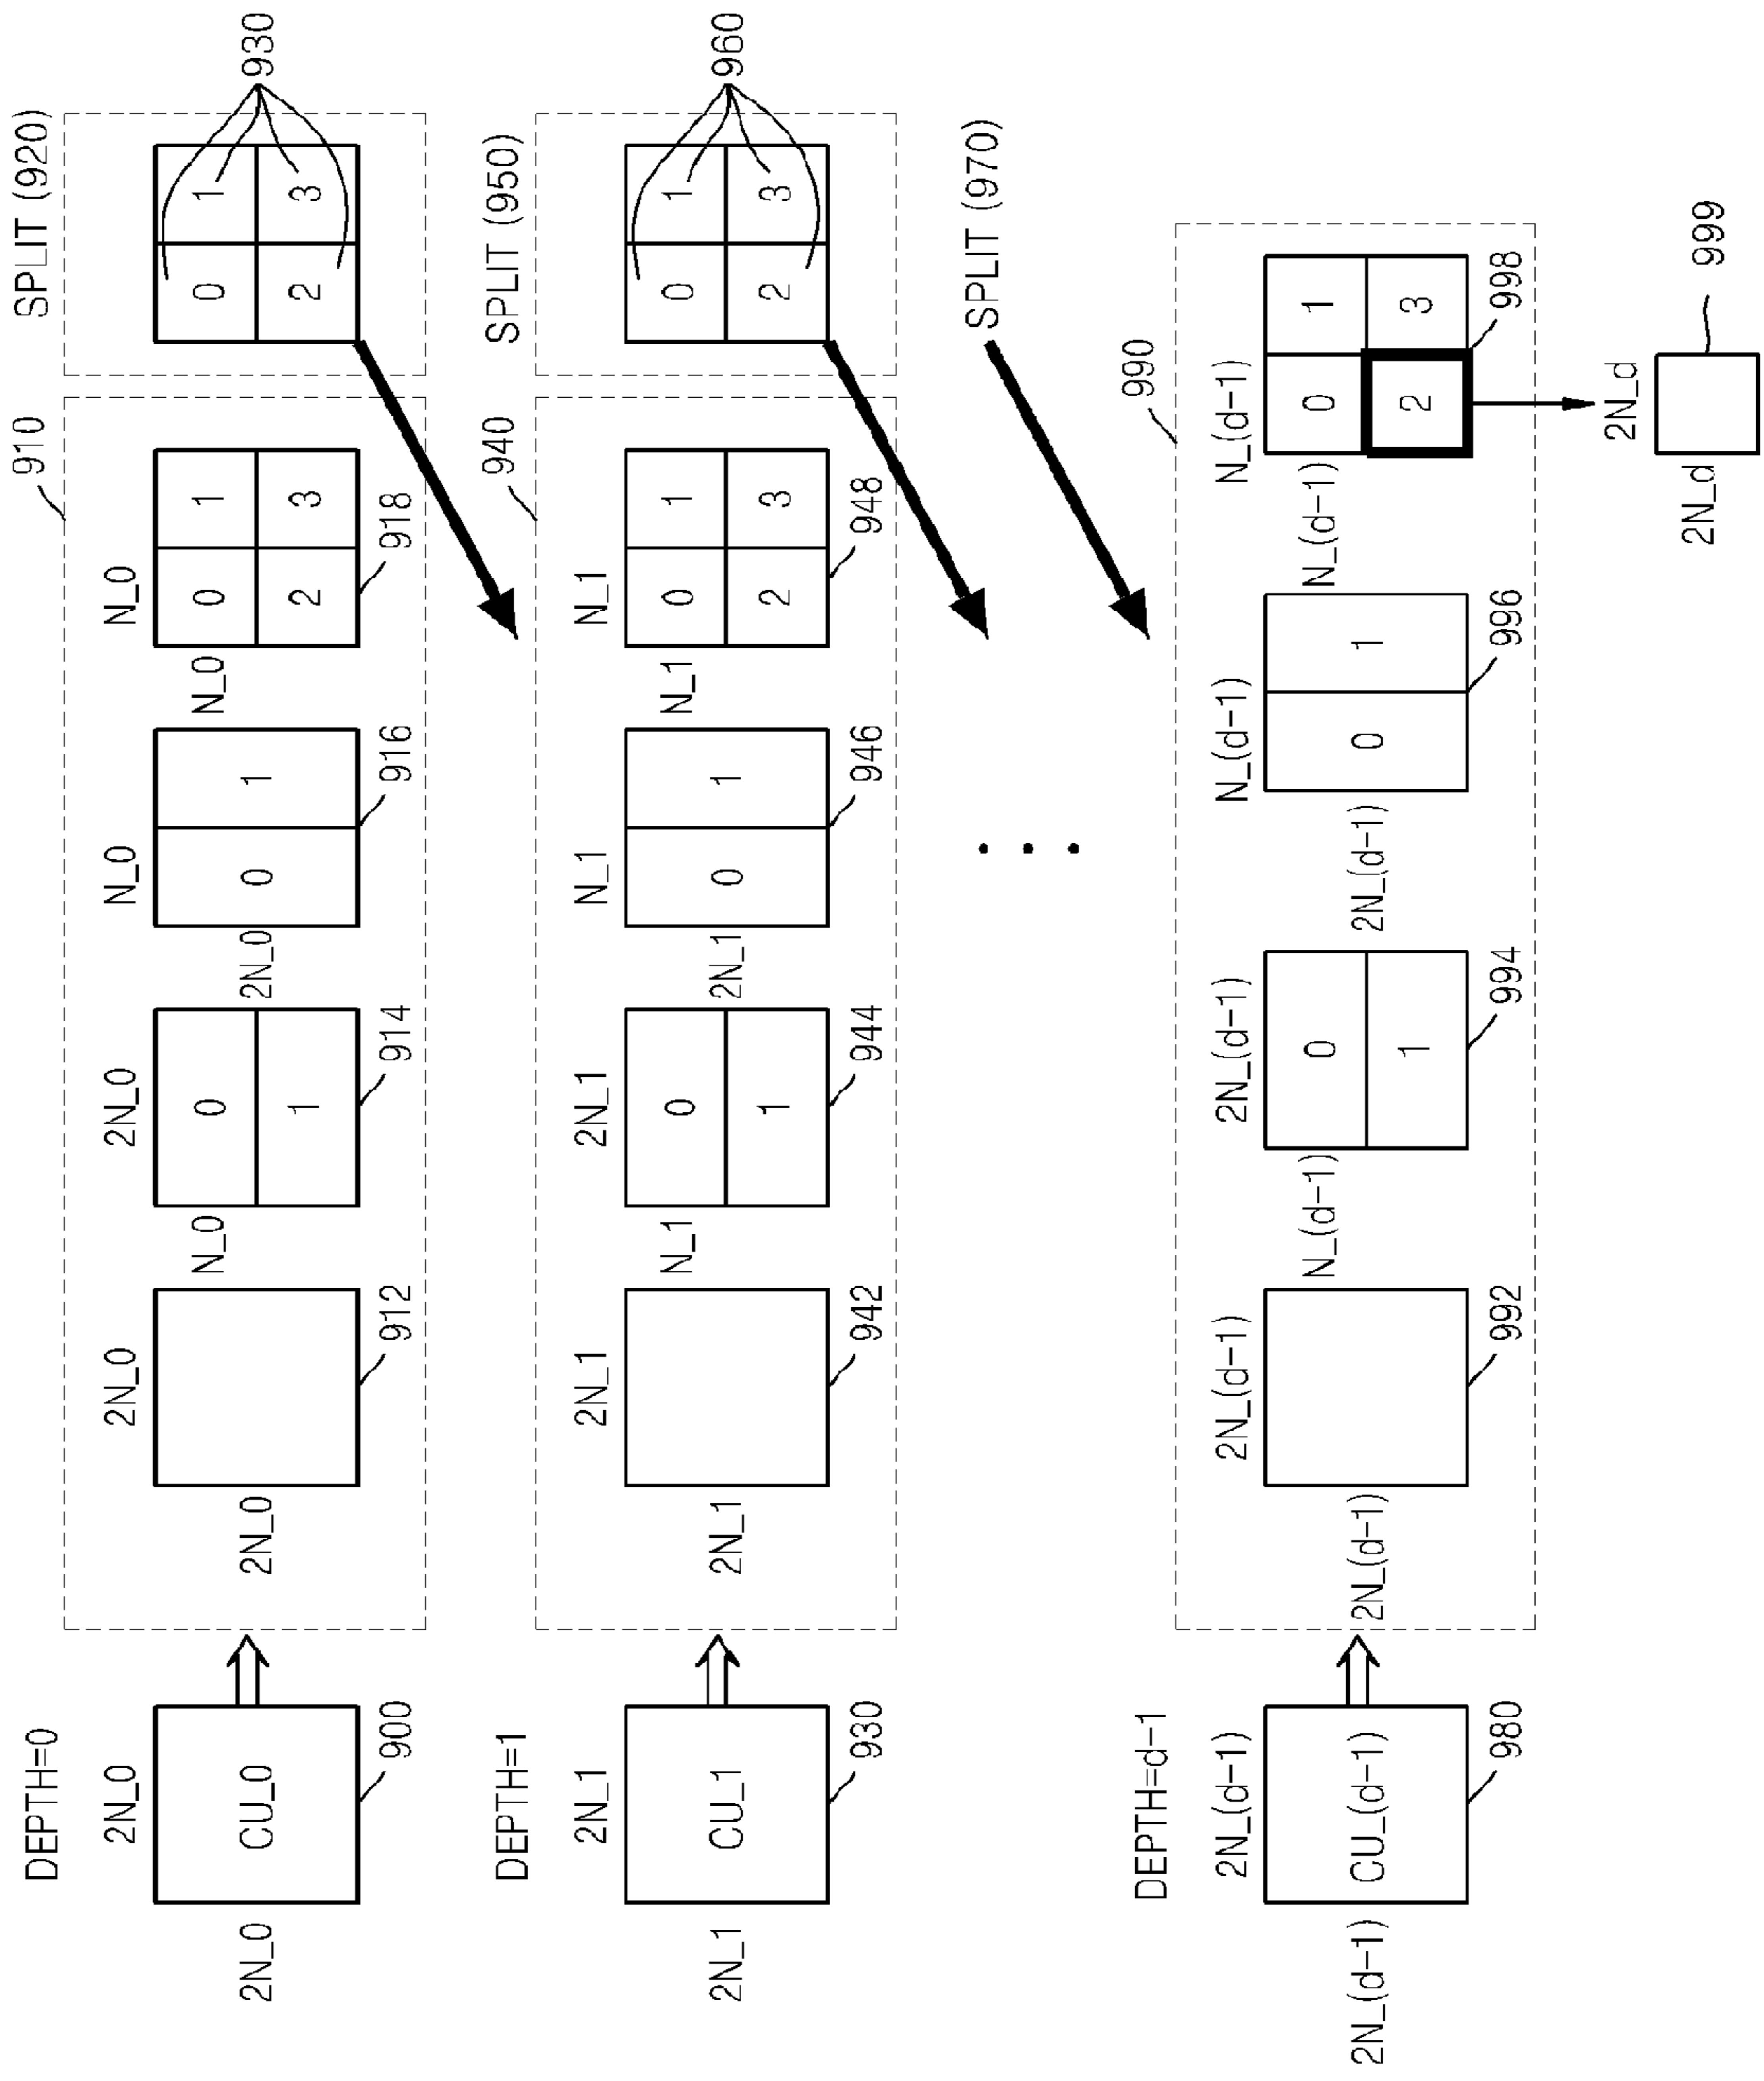 DEPTH=0
2N_0
2N_0
CU_0
900
910
2N_0
2N_0
912
2N_0
N_0
0
1
914
N_0
2N_0
0
1
916
N_0
N_0
0
1
2
3
918
SPLIT (920)
0
1
2
3
930
DEPTH=1
2N_1
2N_1
CU_1
930
940
2N_1
2N_1
942
2N_1
N_1
0
1
944
N_1
2N_1
0
1
946
N_1
N_1
0
1
2
3
948
SPLIT (950)
0
1
2
3
960
SPLIT (970)
DEPTH=d-1
2N_(d-1)
2N_(d-1)
CU_(d-1)
980
990
2N_(d-1)
2N_(d-1)
992
2N_(d-1)
N_(d-1)
0
1
994
N_(d-1)
2N_(d-1)
0
1
996
N_(d-1)
N_(d-1)
0
1
2
3
998
2N_d
2N_d
999